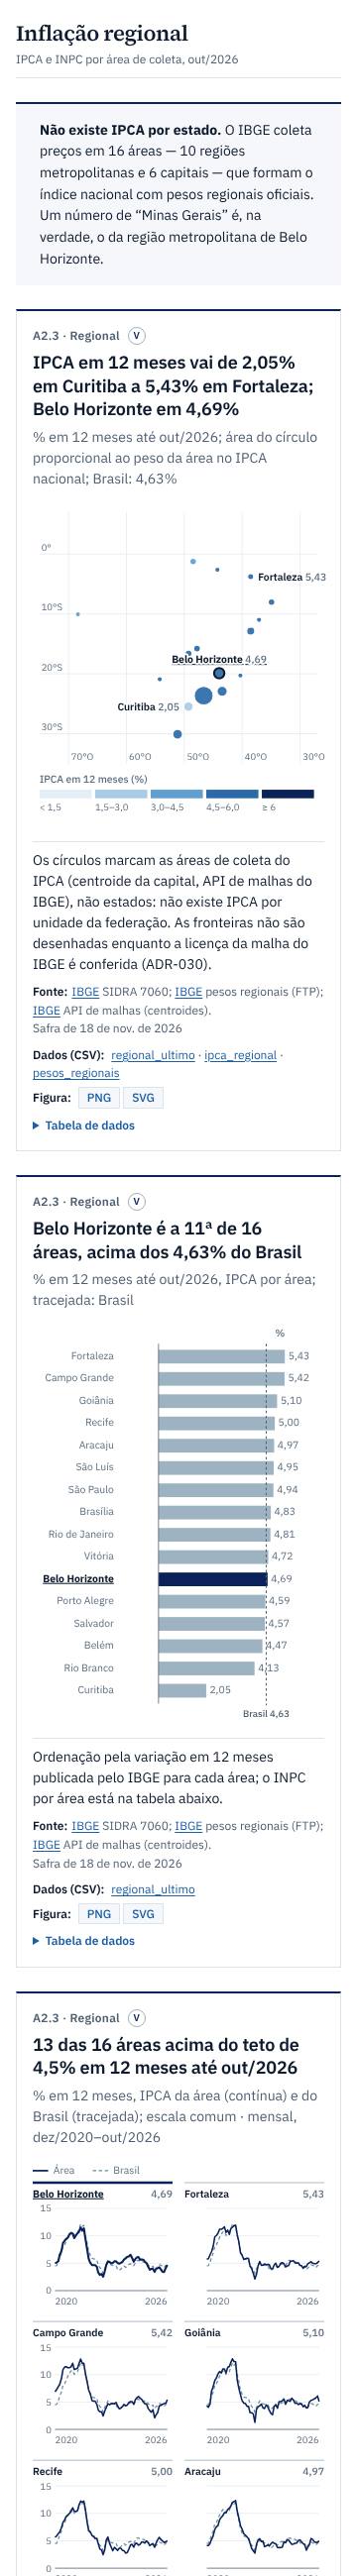 Inflação regional
IPCA e INPC por área de coleta, out/2026
Não existe IPCA por estado. O IBGE coleta
preços em 16 áreas — 10 regiões
metropolitanas e 6 capitais — que formam o
índice nacional com pesos regionais oficiais.
Um número de “Minas Gerais” é, na
verdade, o da região metropolitana de Belo
Horizonte.
A2.3 · Regional V
IPCA em 12 meses vai de 2,05%
em Curitiba a 5,43% em Fortaleza;
Belo Horizonte em 4,69%
% em 12 meses até out/2026; área do círculo
proporcional ao peso da área no IPCA
nacional; Brasil: 4,63%
0°
Fortaleza 5,43
10°S
Belo Horizonte 4,69
20°S
Curitiba 2,05
30°S
70°O 60°O 50°O 40°O 30°O
IPCA em 12 meses (%)
< 1,5 1,5–3,0 3,0–4,5 4,5–6,0 ≥ 6
Os círculos marcam as áreas de coleta do
IPCA (centroide da capital, API de malhas do
IBGE), não estados: não existe IPCA por
unidade da federação. As fronteiras não são
desenhadas enquanto a licença da malha do
IBGE é conferida (ADR-030).
Fonte: IBGE SIDRA 7060; IBGE pesos regionais (FTP);
IBGE API de malhas (centroides).
Safra de 18 de nov. de 2026
Dados (CSV): regional_ultimo · ipca_regional ·
pesos_regionais
Figura: PNG SVG
Tabela de dados
A2.3 · Regional V
Belo Horizonte é a 11ª de 16
áreas, acima dos 4,63% do Brasil
% em 12 meses até out/2026, IPCA por área;
tracejada: Brasil
%
Fortaleza 5,43
Campo Grande 5,42
Goiânia 5,10
Recife 5,00
Aracaju 4,97
São Luís 4,95
São Paulo 4,94
Brasília 4,83
Rio de Janeiro 4,81
Vitória 4,72
Belo Horizonte 4,69
Porto Alegre 4,59
Salvador 4,57
Belém 4,47
Rio Branco 4,13
Curitiba 2,05
Brasil 4,63
Ordenação pela variação em 12 meses
publicada pelo IBGE para cada área; o INPC
por área está na tabela abaixo.
Fonte: IBGE SIDRA 7060; IBGE pesos regionais (FTP);
IBGE API de malhas (centroides).
Safra de 18 de nov. de 2026
Dados (CSV): regional_ultimo
Figura: PNG SVG
Tabela de dados
A2.3 · Regional V
13 das 16 áreas acima do teto de
4,5% em 12 meses até out/2026
% em 12 meses, IPCA da área (contínua) e do
Brasil (tracejada); escala comum · mensal,
dez/2020–out/2026
Área Brasil
Belo Horizonte 4,69 Fortaleza 5,43
15
10
5
0
2020 2026 2020 2026
Campo Grande 5,42 Goiânia 5,10
15
10
5
0
2020 2026 2020 2026
Recife 5,00 Aracaju 4,97
15
10
5
0